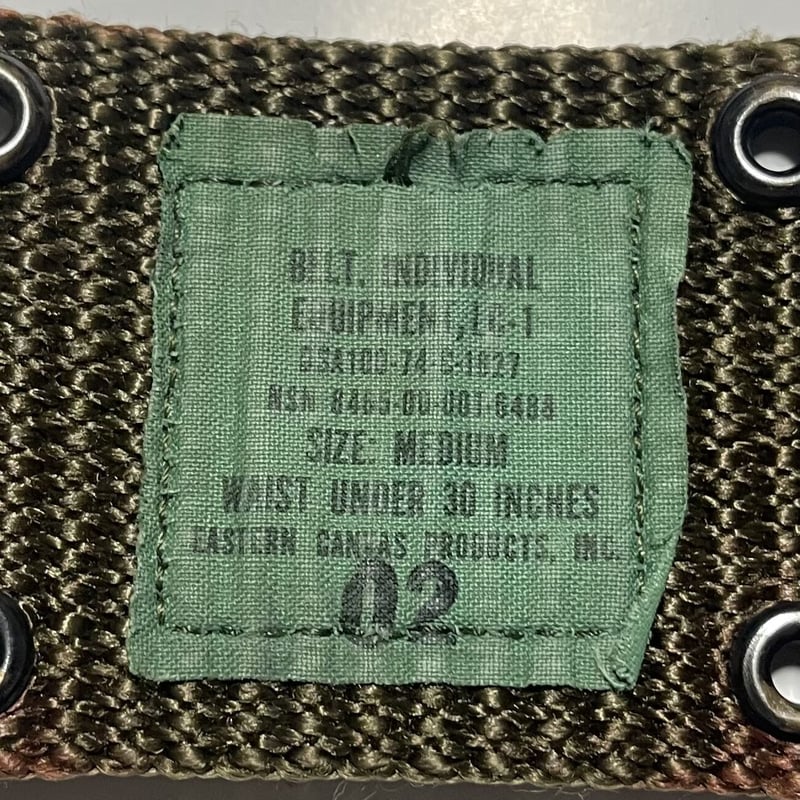 BELT, INDIVIDUAL
EQUIPMENT, LC-1
DSA100-74-C-1627
NSN 8465-00-001-6488
SIZE: MEDIUM
WAIST UNDER 30 INCHES
EASTERN CANVAS PRODUCTS, INC.
02